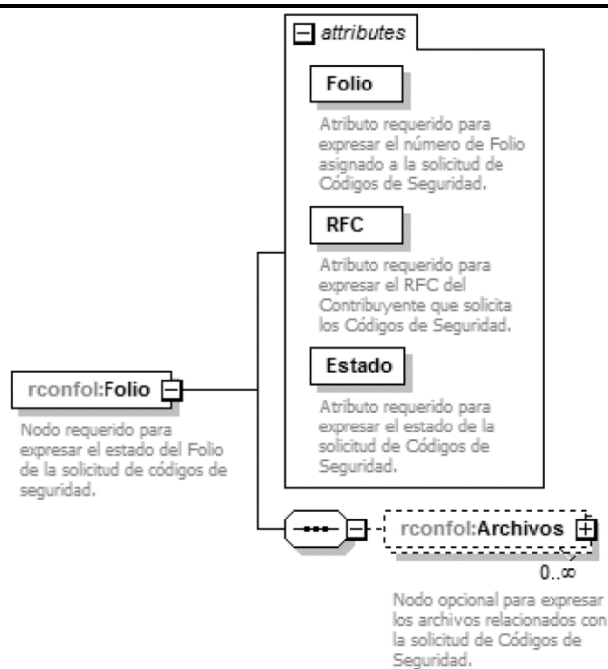 attributes
Folio
Atributo requerido para
expresar el número de Folio
asignado a la solicitud de
Códigos de Seguridad.
RFC
Atributo requerido para
expresar el RFC del
Contribuyente que solicita
los Códigos de Seguridad.
Estado
Atributo requerido para
expresar el estado de la
solicitud de Códigos de
Seguridad.
rconfol:Folio
Nodo requerido para
expresar el estado del Folio
de la solicitud de códigos de
seguridad.
rconfol:Archivos
0..∞
Nodo opcional para expresar
los archivos relacionados con
la solicitud de Códigos de
Seguridad.